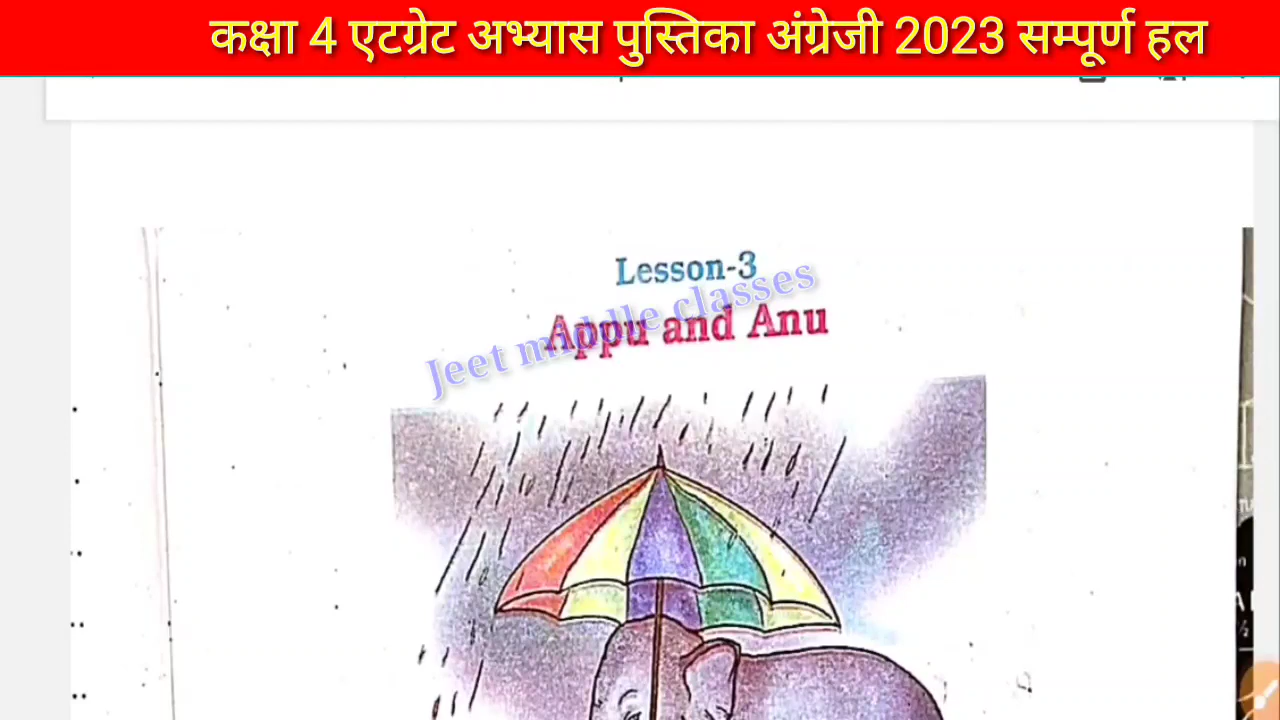 कक्षा 4 एटग्रेट अभ्यास पुस्तिका अंग्रेजी 2023 सम्पूर्ण हल
Lesson-3
Appu and Anu
Jeet middle classes